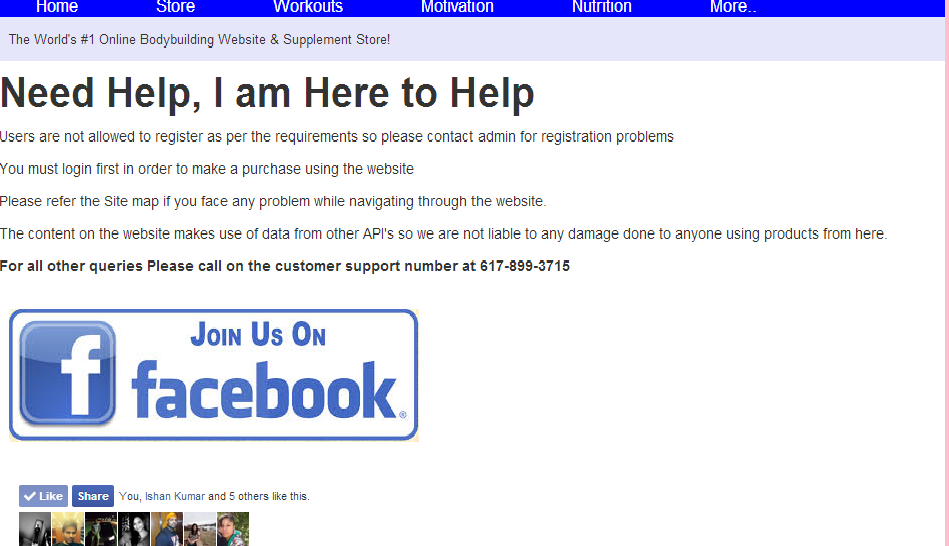 Home Store Workouts Motivation Nutrition More..
The World's #1 Online Bodybuilding Website & Supplement Store!
Need Help, I am Here to Help
Users are not allowed to register as per the requirements so please contact admin for registration problems
You must login first in order to make a purchase using the website
Please refer the Site map if you face any problem while navigating through the website.
The content on the website makes use of data from other API's so we are not liable to any damage done to anyone using products from here.
For all other queries Please call on the customer support number at 617-899-3715
JOIN US ON
f facebook®
Like Share You, Ishan Kumar and 5 others like this.